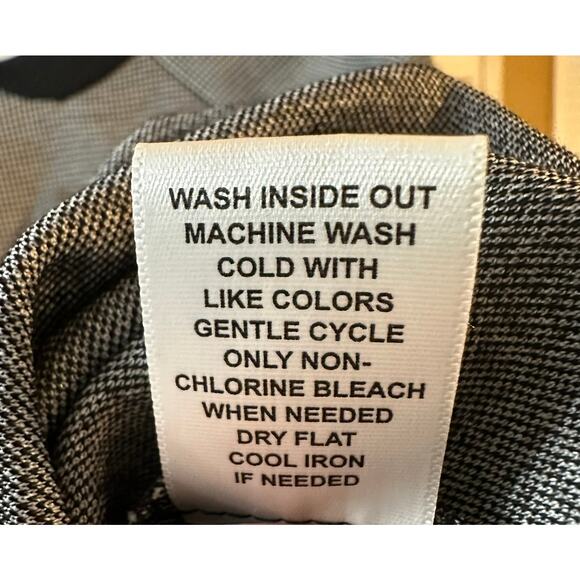 WASH INSIDE OUT
MACHINE WASH
COLD WITH
LIKE COLORS
GENTLE CYCLE
ONLY NON-
CHLORINE BLEACH
WHEN NEEDED
DRY FLAT
COOL IRON
IF NEEDED